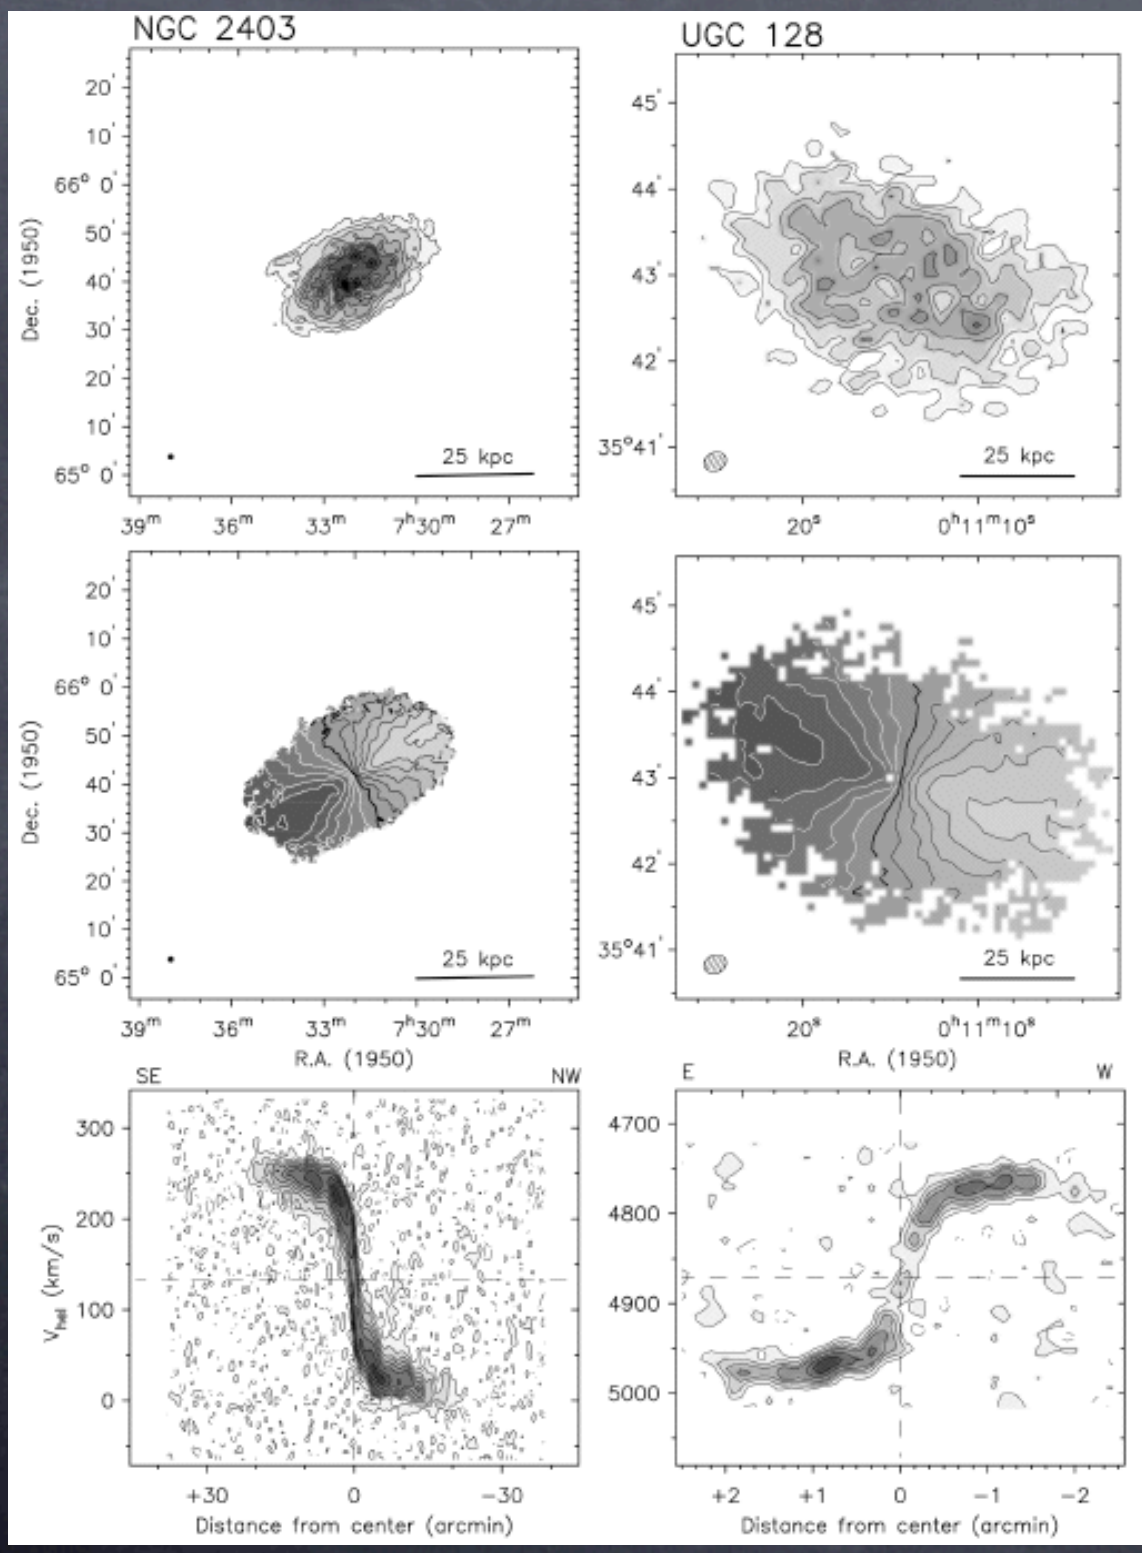 NGC 2403
UGC 128
Dec. (1950)
20'
10'
66° 0'
50'
40'
30'
20'
10'
65° 0'
25 kpc
39ᵐ 36ᵐ 33ᵐ 7ʰ30ᵐ 27ᵐ
45'
44'
43'
42'
35°41'
25 kpc
20ˢ 0ʰ11ᵐ10ˢ
Dec. (1950)
20'
10'
66° 0'
50'
40'
30'
20'
10'
65° 0'
25 kpc
39ᵐ 36ᵐ 33ᵐ 7ʰ30ᵐ 27ᵐ
R.A. (1950)
45'
44'
43'
42'
35°41'
25 kpc
20ˢ 0ʰ11ᵐ10ˢ
R.A. (1950)
SE NW
V_hel (km/s)
300
200
100
0
+30 0 −30
Distance from center (arcmin)
E W
4700
4800
4900
5000
+2 +1 0 −1 −2
Distance from center (arcmin)